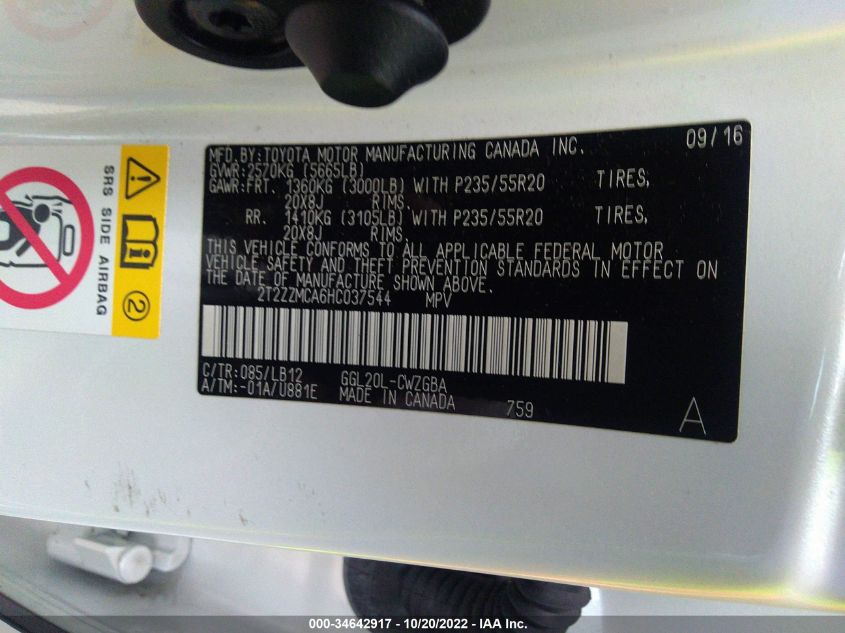 MFD.BY:TOYOTA MOTOR MANUFACTURING CANADA INC. 09/16
GVWR:2570KG (5665LB)
GAWR:FRT. 1360KG (3000LB) WITH P235/55R20 TIRES,
20X8J RIMS,
RR. 1410KG (3105LB) WITH P235/55R20 TIRES,
20X8J RIMS.
THIS VEHICLE CONFORMS TO ALL APPLICABLE FEDERAL MOTOR
VEHICLE SAFETY AND THEFT PREVENTION STANDARDS IN EFFECT ON
THE DATE OF MANUFACTURE SHOWN ABOVE.
2T2ZZMCA6HC037544 MPV
C/TR:085/LB12 GGL20L-CWZGBA
A/TM:-01A/U881E MADE IN CANADA 759
A
SRS SIDE AIRBAG
2
000-34642917 - 10/20/2022 - IAA Inc.